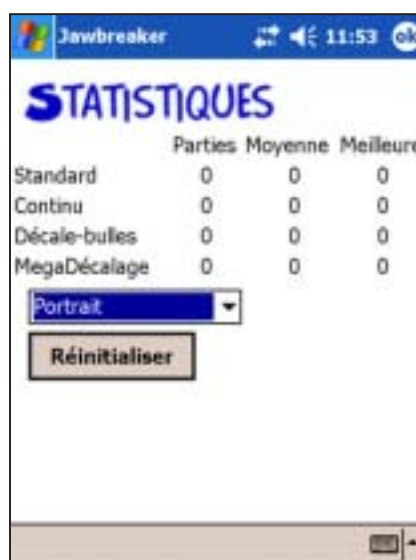 Jawbreaker 11:53 ok
STATISTIQUES
Parties Moyenne Meilleure
Standard 0 0 0
Continu 0 0 0
Décale-bulles 0 0 0
MegaDécalage 0 0 0
Portrait
Réinitialiser